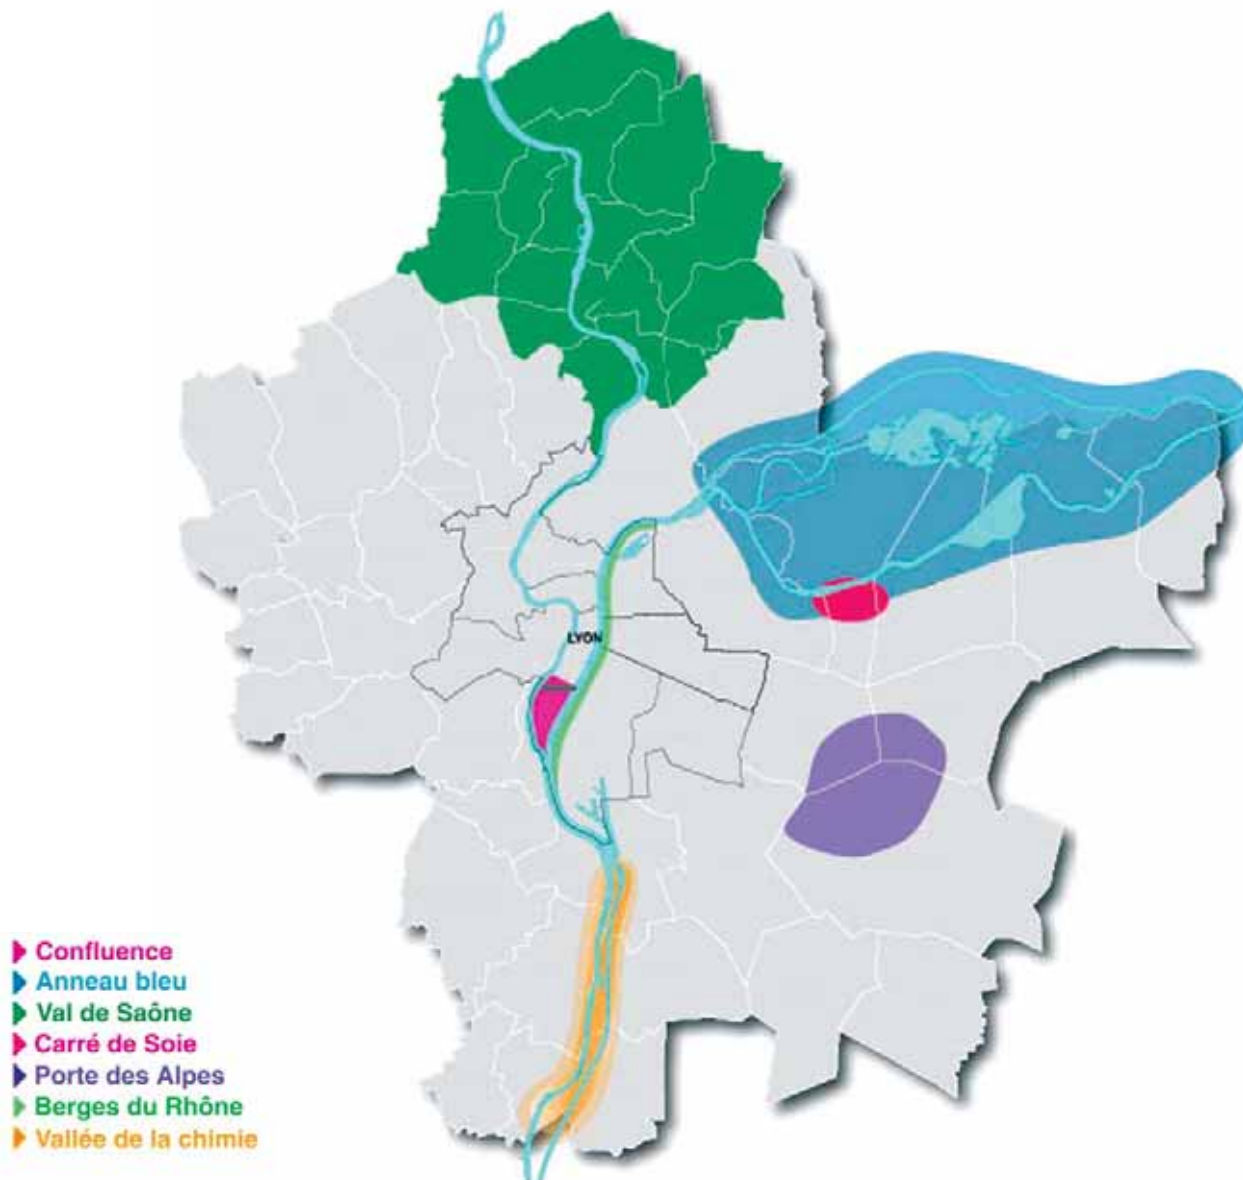 LYON
Confluence
Anneau bleu
Val de Saône
Carré de Soie
Porte des Alpes
Berges du Rhône
Vallée de la chimie